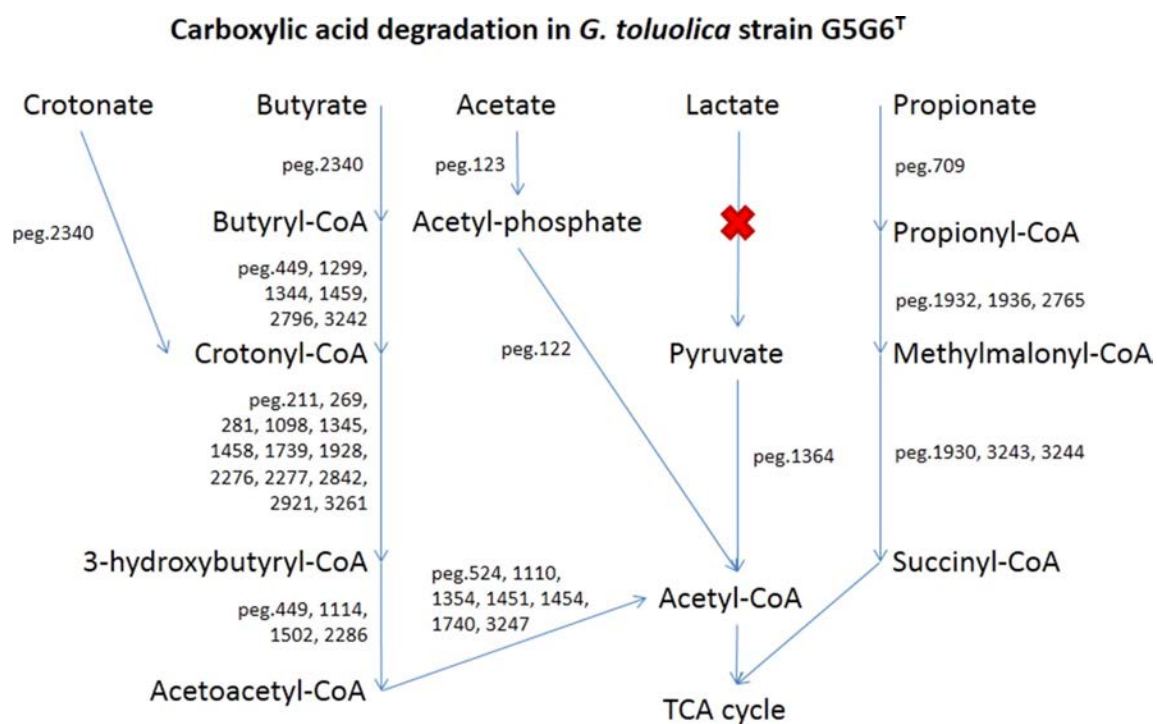 Carboxylic acid degradation in G. toluolica strain G5G6ᵀ
Crotonate
Butyrate
Acetate
Lactate
Propionate
peg.2340
peg.123
peg.709
Butyryl-CoA
Acetyl-phosphate
Propionyl-CoA
peg.2340
peg.449, 1299,
1344, 1459,
2796, 3242
peg.1932, 1936, 2765
Crotonyl-CoA
peg.122
Pyruvate
Methylmalonyl-CoA
peg.211, 269,
281, 1098, 1345,
1458, 1739, 1928,
2276, 2277, 2842,
2921, 3261
peg.1364
peg.1930, 3243, 3244
3-hydroxybutyryl-CoA
peg.524, 1110,
1354, 1451, 1454,
1740, 3247
Acetyl-CoA
Succinyl-CoA
peg.449, 1114,
1502, 2286
Acetoacetyl-CoA
TCA cycle